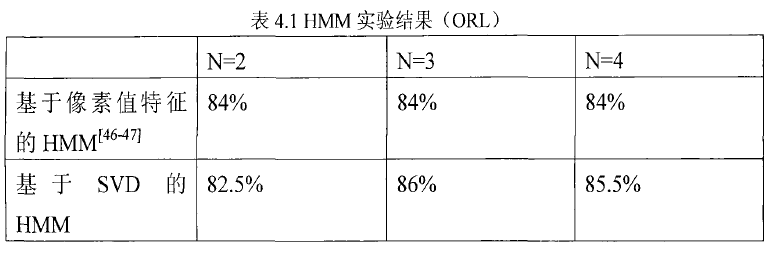 表 4.1 HMM 实验结果（ORL）
N=2 N=3 N=4
基于像素值特征 84% 84% 84%
的 HMM[46-47]
基于 SVD 的 82.5% 86% 85.5%
HMM